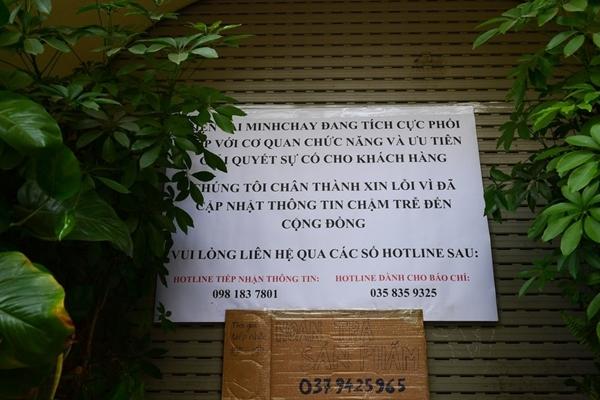 MINHCHAY ĐANG TÍCH CỰC PHỐI
VỚI CƠ QUAN CHỨC NĂNG VÀ ƯU TIÊN
QUYẾT SỰ CỐ CHO KHÁCH HÀNG
CHÚNG TÔI CHÂN THÀNH XIN LỖI VÌ ĐÃ
CẬP NHẬT THÔNG TIN CHẬM TRỄ ĐẾN
CỘNG ĐỒNG
VUI LÒNG LIÊN HỆ QUA CÁC SỐ HOTLINE SAU:
HOTLINE TIẾP NHẬN THÔNG TIN: HOTLINE DÀNH CHO BÁO CHÍ:
098 183 7801 035 835 9325
SẢN PHẨM
0379425965